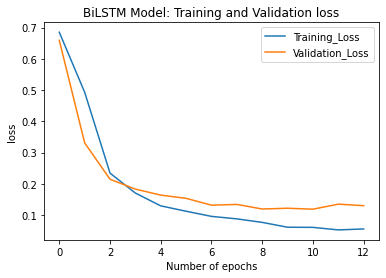 BiLSTM Model: Training and Validation loss
Training_Loss
Validation_Loss
loss
0.7
0.6
0.5
0.4
0.3
0.2
0.1
0 2 4 6 8 10 12
Number of epochs